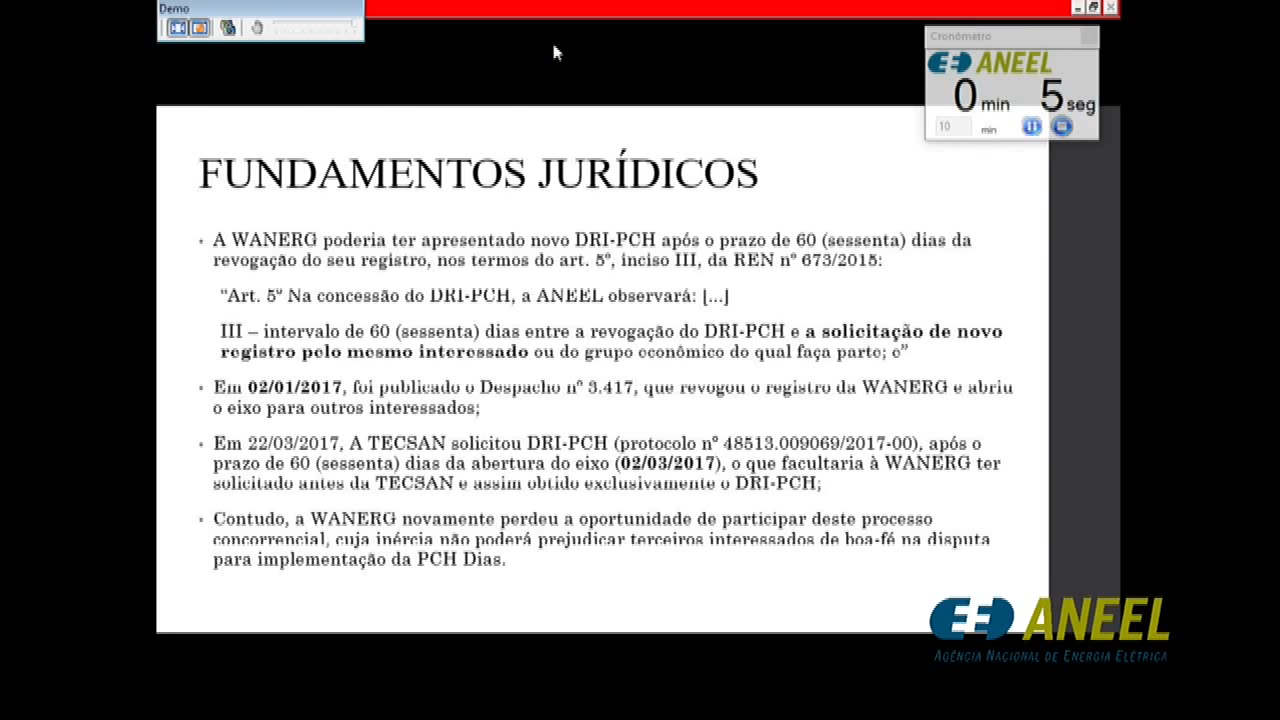 Demo
Cronômetro
ANEEL
0 min 5 seg
10 min
FUNDAMENTOS JURÍDICOS
• A WANERG poderia ter apresentado novo DRI-PCH após o prazo de 60 (sessenta) dias da
revogação do seu registro, nos termos do art. 5º, inciso III, da REN nº 673/2015:
"Art. 5º Na concessão do DRI-PCH, a ANEEL observará: [...]
III – intervalo de 60 (sessenta) dias entre a revogação do DRI-PCH e a solicitação de novo
registro pelo mesmo interessado ou do grupo econômico do qual faça parte; e"
• Em 02/01/2017, foi publicado o Despacho nº 3.417, que revogou o registro da WANERG e abriu
o eixo para outros interessados;
• Em 22/03/2017, A TECSAN solicitou DRI-PCH (protocolo nº 48513.009069/2017-00), após o
prazo de 60 (sessenta) dias da abertura do eixo (02/03/2017), o que facultaria à WANERG ter
solicitado antes da TECSAN e assim obtido exclusivamente o DRI-PCH;
• Contudo, a WANERG novamente perdeu a oportunidade de participar deste processo
concorrencial, cuja inércia não poderá prejudicar terceiros interessados de boa-fé na disputa
para implementação da PCH Dias.
ANEEL
AGÊNCIA NACIONAL DE ENERGIA ELÉTRICA